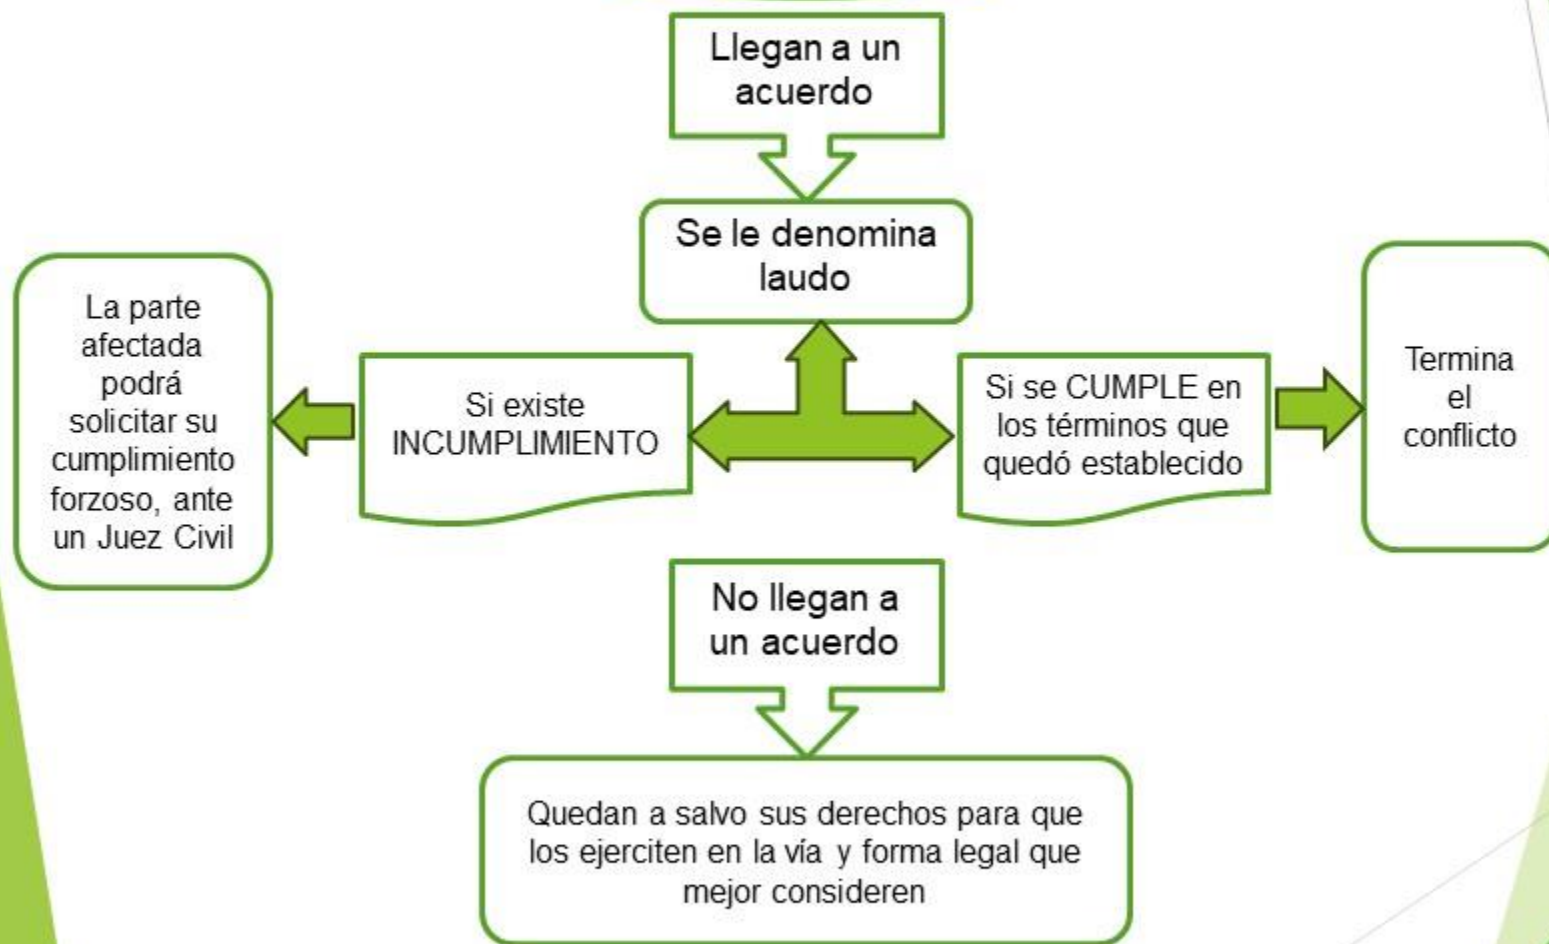 Llegan a un
acuerdo
Se le denomina
laudo
La parte
afectada
podrá
solicitar su
cumplimiento
forzoso, ante
un Juez Civil
Si existe
INCUMPLIMIENTO
Si se CUMPLE en
los términos que
quedó establecido
Termina
el
conflicto
No llegan a
un acuerdo
Quedan a salvo sus derechos para que
los ejerciten en la vía y forma legal que
mejor consideren